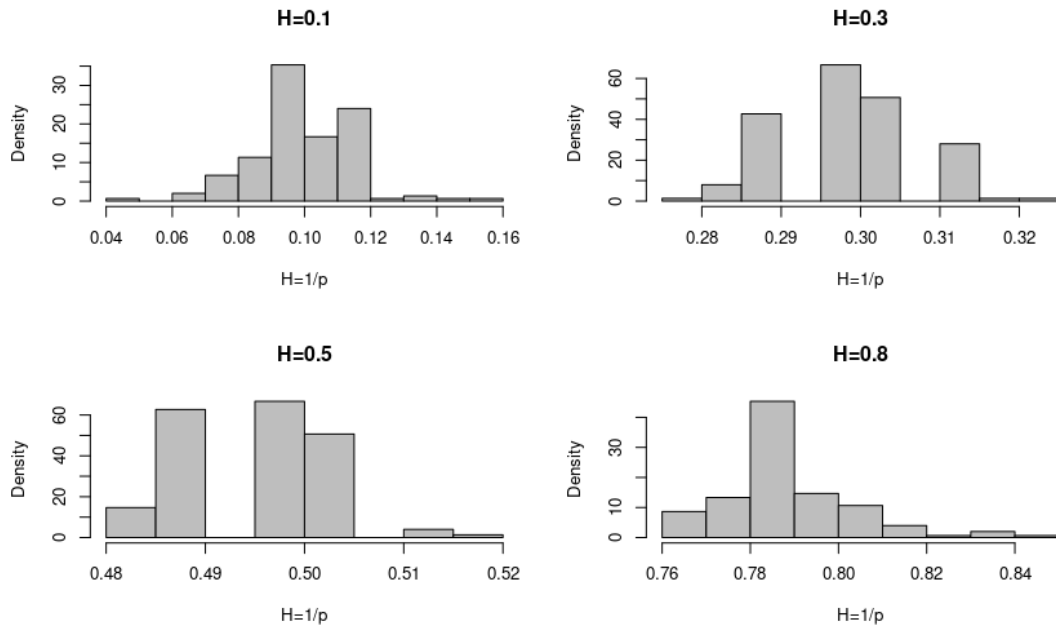 H=0.1
Density
0 10 20 30
0.04 0.06 0.08 0.10 0.12 0.14 0.16
H=1/p
H=0.3
Density
0 20 40 60
0.28 0.29 0.30 0.31 0.32
H=1/p
H=0.5
Density
0 20 40 60
0.48 0.49 0.50 0.51 0.52
H=1/p
H=0.8
Density
0 10 30
0.76 0.78 0.80 0.82 0.84
H=1/p